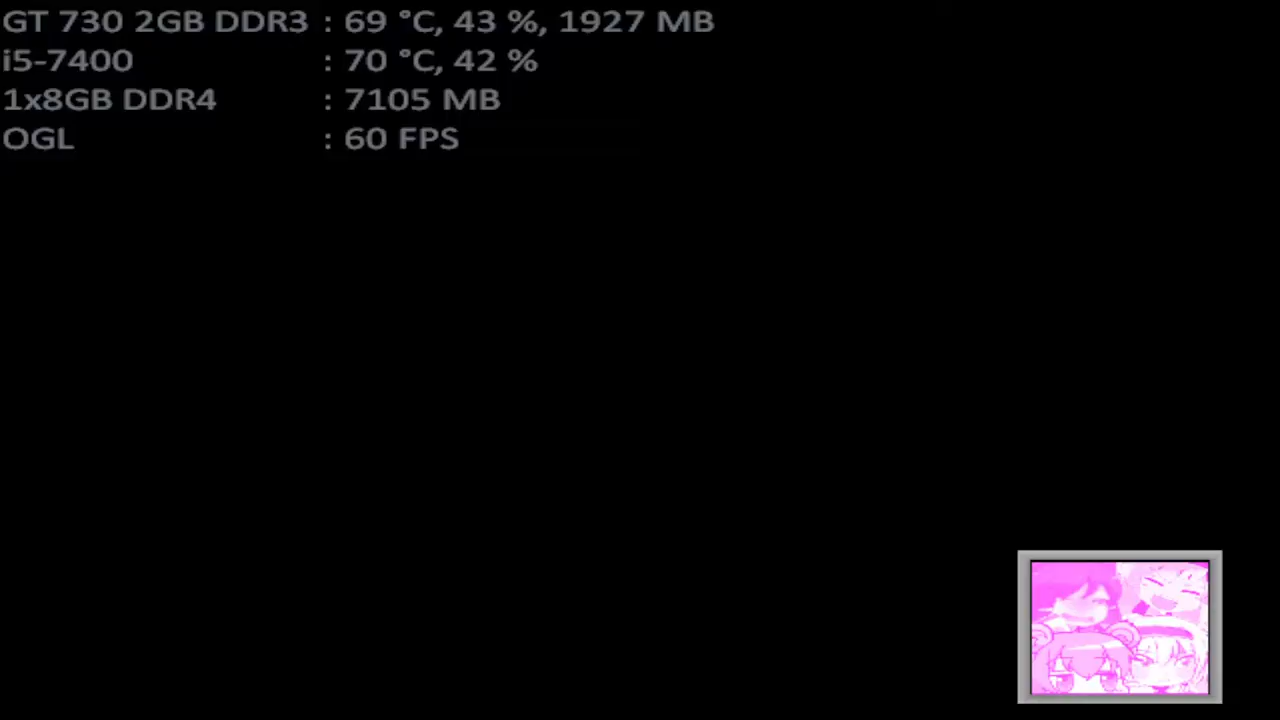 GT 730 2GB DDR3 : 69 °C, 43 %, 1927 MB
i5-7400 : 70 °C, 42 %
1x8GB DDR4 : 7105 MB
OGL : 60 FPS